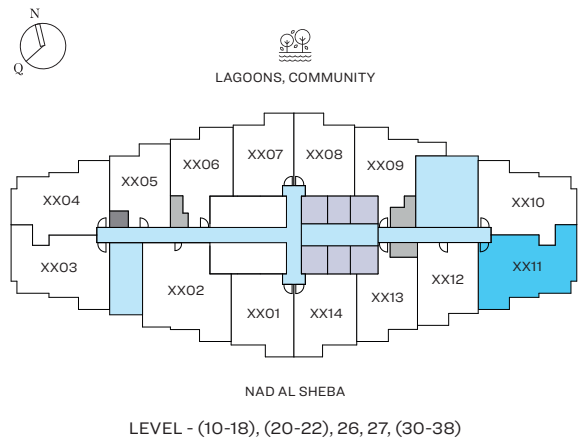 N
Q
LAGOONS, COMMUNITY
XX07
XX08
XX06
XX09
XX05
XX04
XX10
XX03
XX11
XX02
XX12
XX13
XX01
XX14
NAD AL SHEBA
LEVEL - (10-18), (20-22), 26, 27, (30-38)